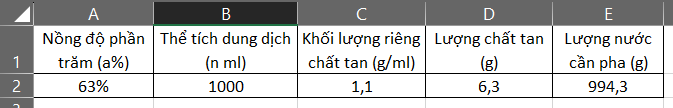 A B C D E
1 Nồng độ phần Thể tích dung dịch Khối lượng riêng Lượng chất tan Lượng nước
trăm (a%) (n ml) chất tan (g/ml) (g) cần pha (g)
2 63% 1000 1,1 6,3 994,3